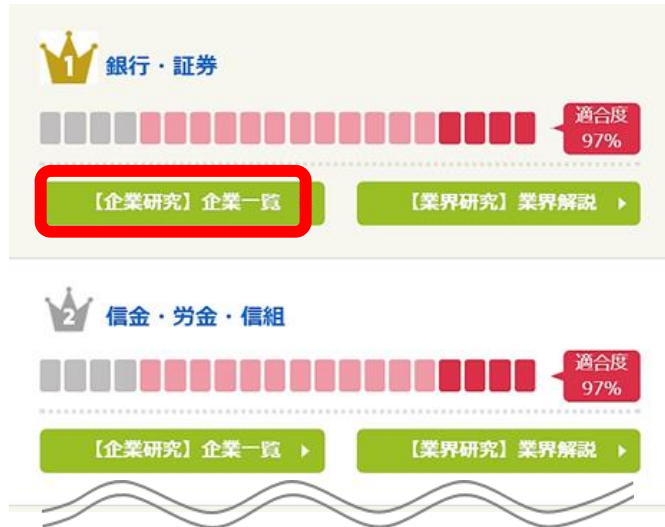 1 銀行・証券
適合度
97%
【企業研究】企業一覧
【業界研究】業界解説
2 信金・労金・信組
適合度
97%
【企業研究】企業一覧
【業界研究】業界解説